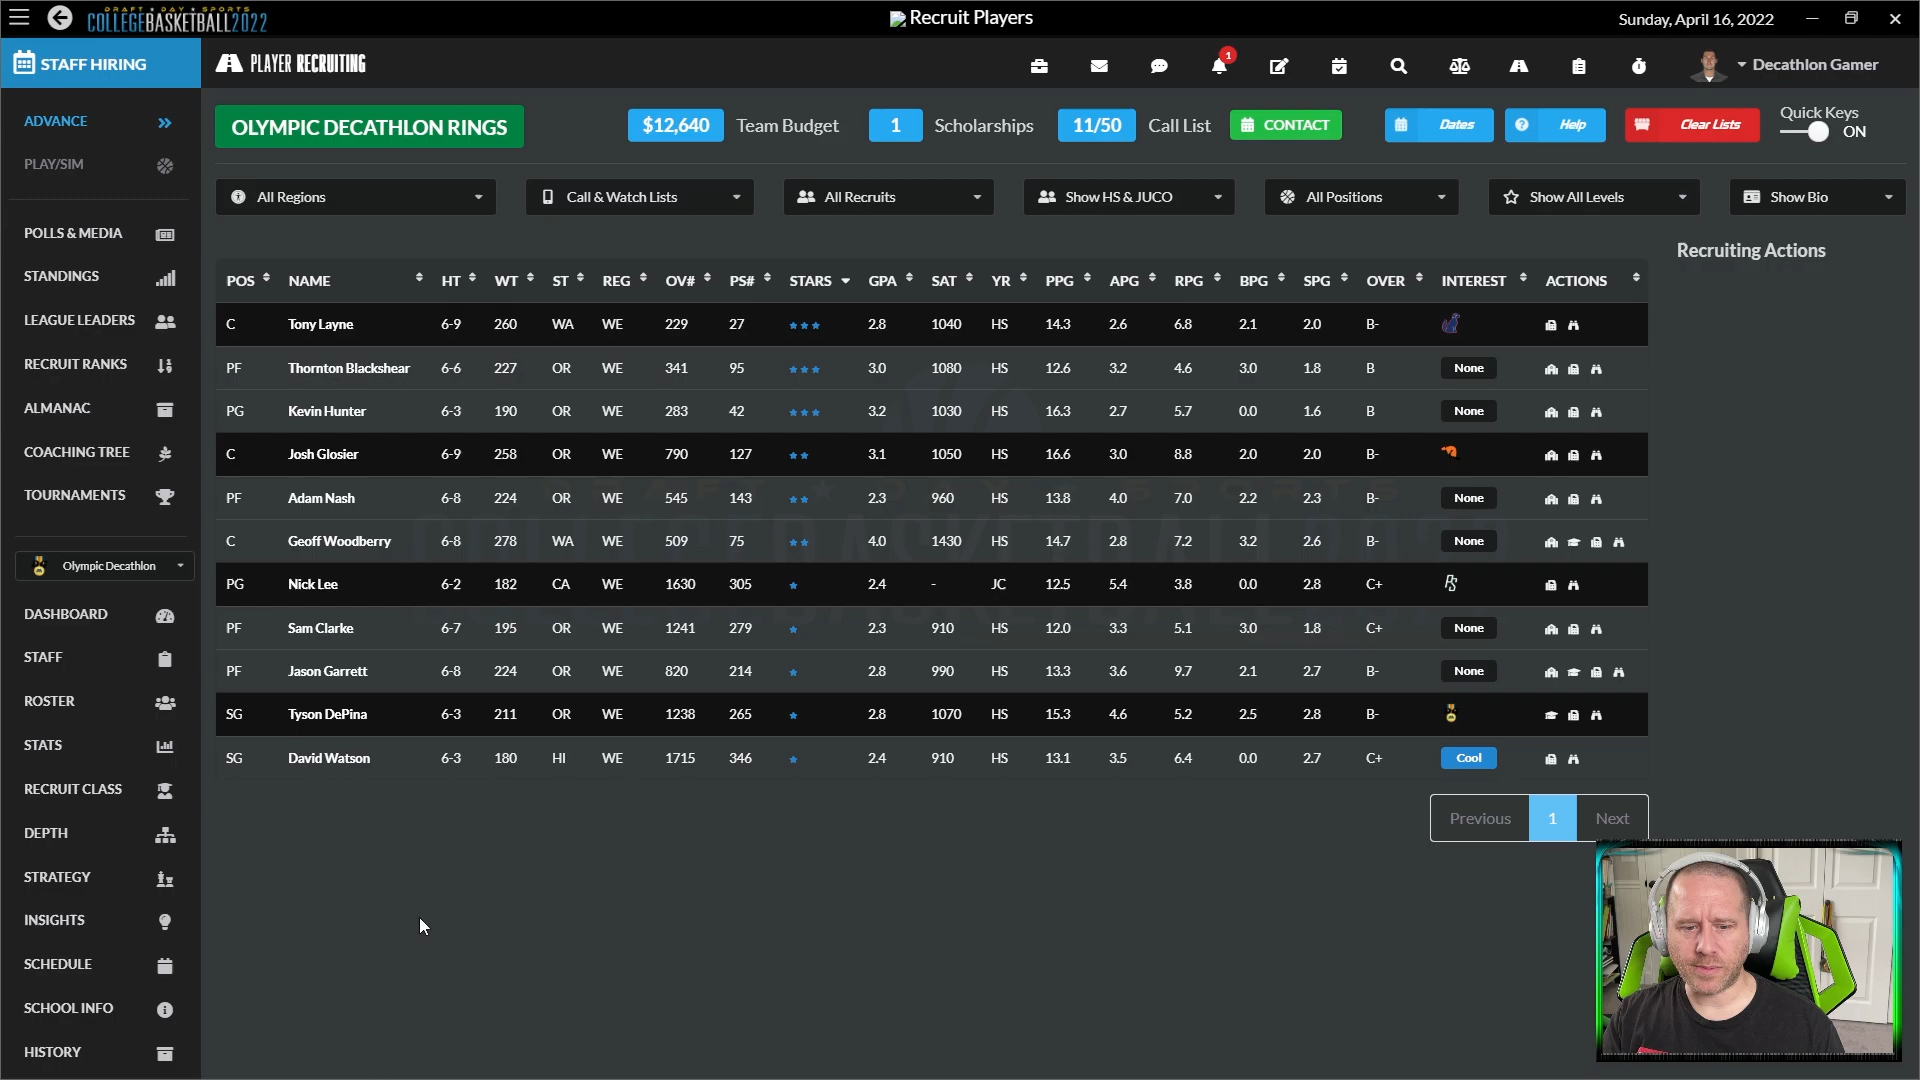 DRAFT ★ DAY ★ SPORTS
COLLEGE BASKETBALL 2022
Recruit Players
Sunday, April 16, 2022
STAFF HIRING
PLAYER RECRUITING
1
Decathlon Gamer
ADVANCE
PLAY/SIM
OLYMPIC DECATHLON RINGS
$12,640 Team Budget
1 Scholarships
11/50 Call List
CONTACT
Dates
Help
Clear Lists
Quick Keys
ON
All Regions
Call & Watch Lists
All Recruits
Show HS & JUCO
All Positions
Show All Levels
Show Bio
Recruiting Actions
POS NAME HT WT ST REG OV# PS# STARS GPA SAT YR PPG APG RPG BPG SPG OVER INTEREST ACTIONS
C Tony Layne 6-9 260 WA WE 229 27 ★★★ 2.8 1040 HS 14.3 2.6 6.8 2.1 2.0 B-
PF Thornton Blackshear 6-6 227 OR WE 341 95 ★★★ 3.0 1080 HS 12.6 3.2 4.6 3.0 1.8 B None
PG Kevin Hunter 6-3 190 OR WE 283 42 ★★★ 3.2 1030 HS 16.3 2.7 5.7 0.0 1.6 B None
C Josh Glosier 6-9 258 OR WE 790 127 ★★ 3.1 1050 HS 16.6 3.0 8.8 2.0 2.0 B-
PF Adam Nash 6-8 224 OR WE 545 143 ★★ 2.3 960 HS 13.8 4.0 7.0 2.2 2.3 B- None
C Geoff Woodberry 6-8 278 WA WE 509 75 ★★ 4.0 1430 HS 14.7 2.8 7.2 3.2 2.6 B- None
PG Nick Lee 6-2 182 CA WE 1630 305 ★ 2.4 - JC 12.5 5.4 3.8 0.0 2.8 C+ PS
PF Sam Clarke 6-7 195 OR WE 1241 279 ★ 2.3 910 HS 12.0 3.3 5.1 3.0 1.8 C+ None
PF Jason Garrett 6-8 224 OR WE 820 214 ★ 2.8 990 HS 13.3 3.6 9.7 2.1 2.7 B- None
SG Tyson DePina 6-3 211 OR WE 1238 265 ★ 2.8 1070 HS 15.3 4.6 5.2 2.5 2.8 B-
SG David Watson 6-3 180 HI WE 1715 346 ★ 2.4 910 HS 13.1 3.5 6.4 0.0 2.7 C+ Cool
Previous 1 Next
POLLS & MEDIA
STANDINGS
LEAGUE LEADERS
RECRUIT RANKS
ALMANAC
COACHING TREE
TOURNAMENTS
Olympic Decathlon
DASHBOARD
STAFF
ROSTER
STATS
RECRUIT CLASS
DEPTH
STRATEGY
INSIGHTS
SCHEDULE
SCHOOL INFO
HISTORY